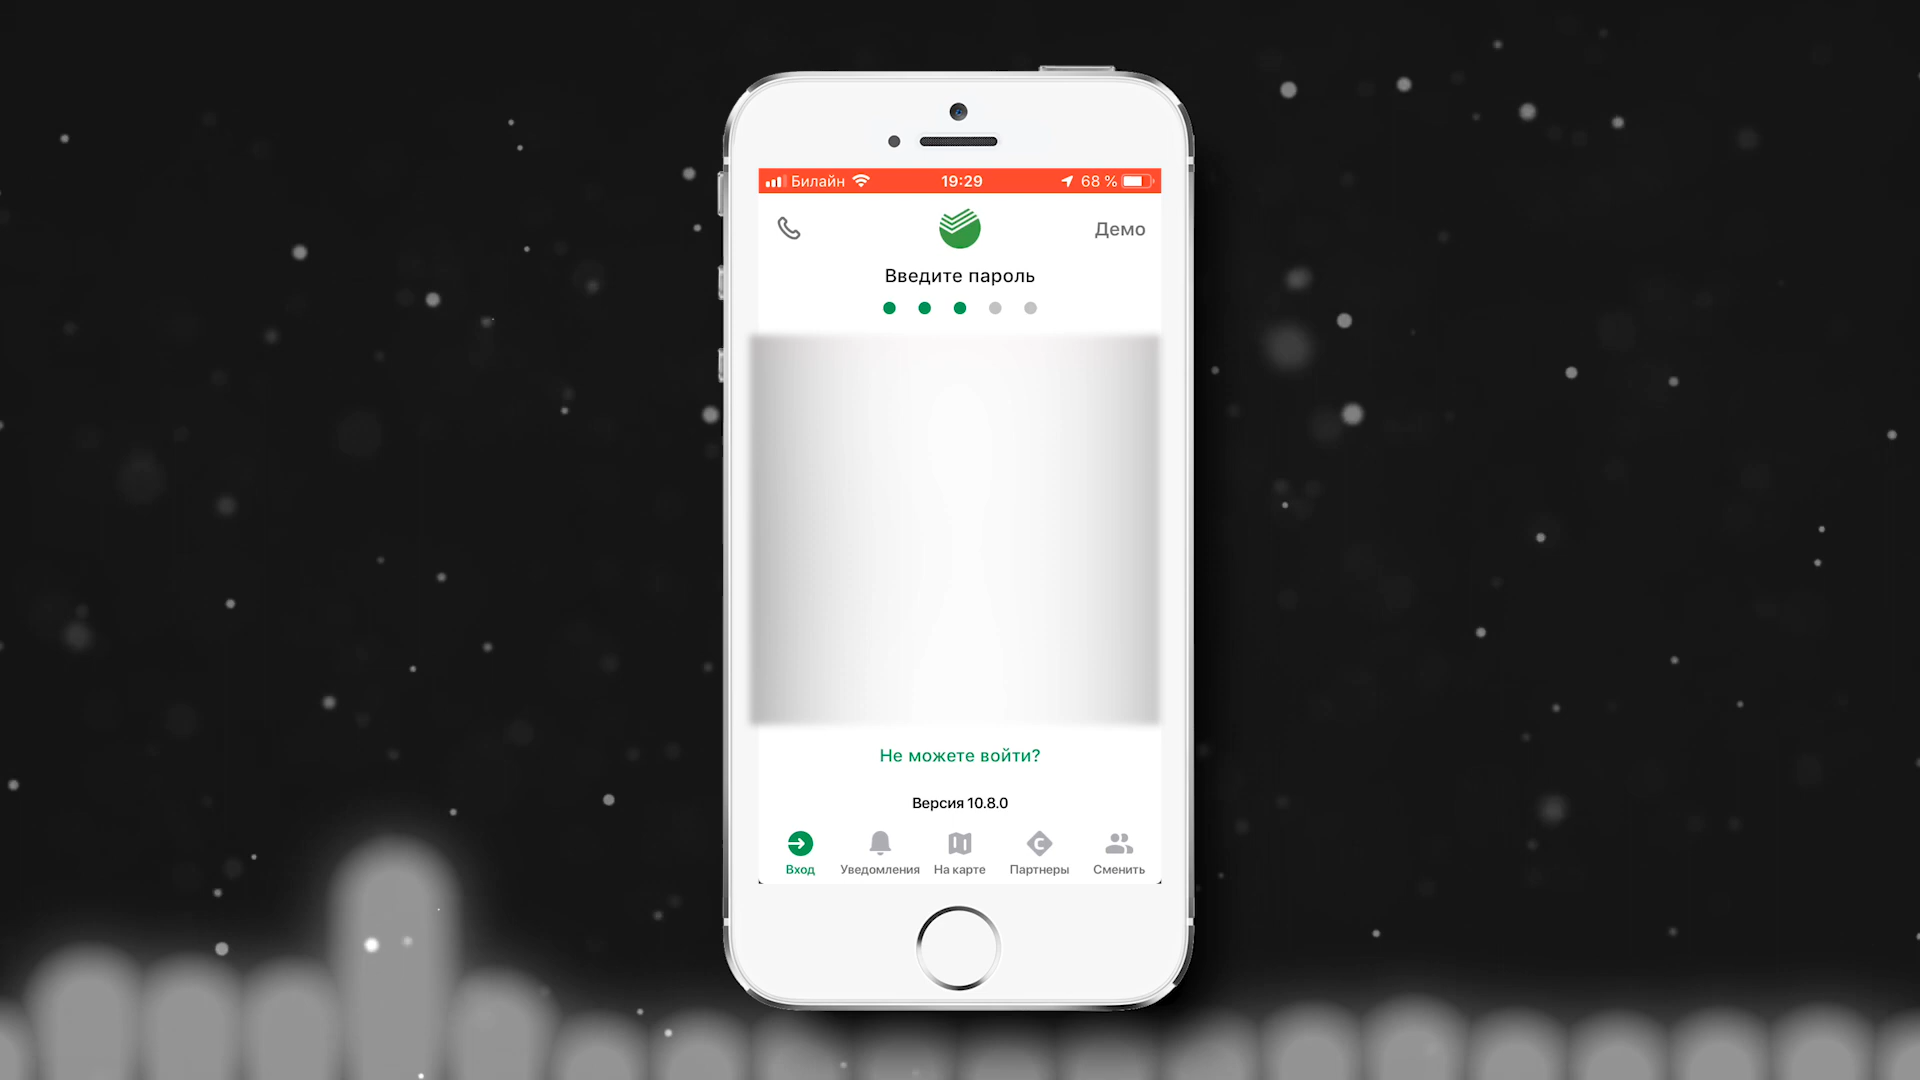 Билайн 19:29 68 %
Демо
Введите пароль
Не можете войти?
Версия 10.8.0
Вход Уведомления На карте Партнеры Сменить